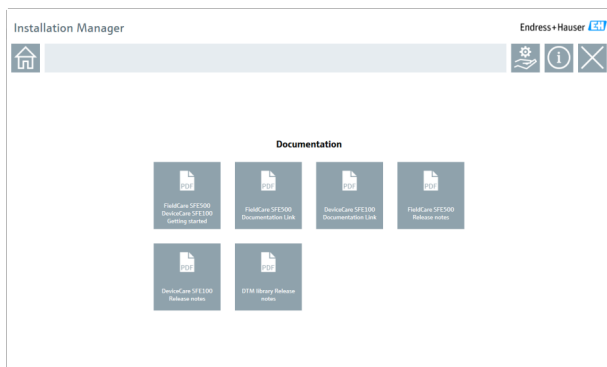 Installation Manager
Endress+Hauser EH
Documentation
PDF
FieldCare SFE500
DeviceCare SFE100
Getting started
PDF
FieldCare SFE500
Documentation Link
PDF
DeviceCare SFE100
Documentation Link
PDF
FieldCare SFE500
Release notes
PDF
DeviceCare SFE100
Release notes
PDF
DTM library Release
notes